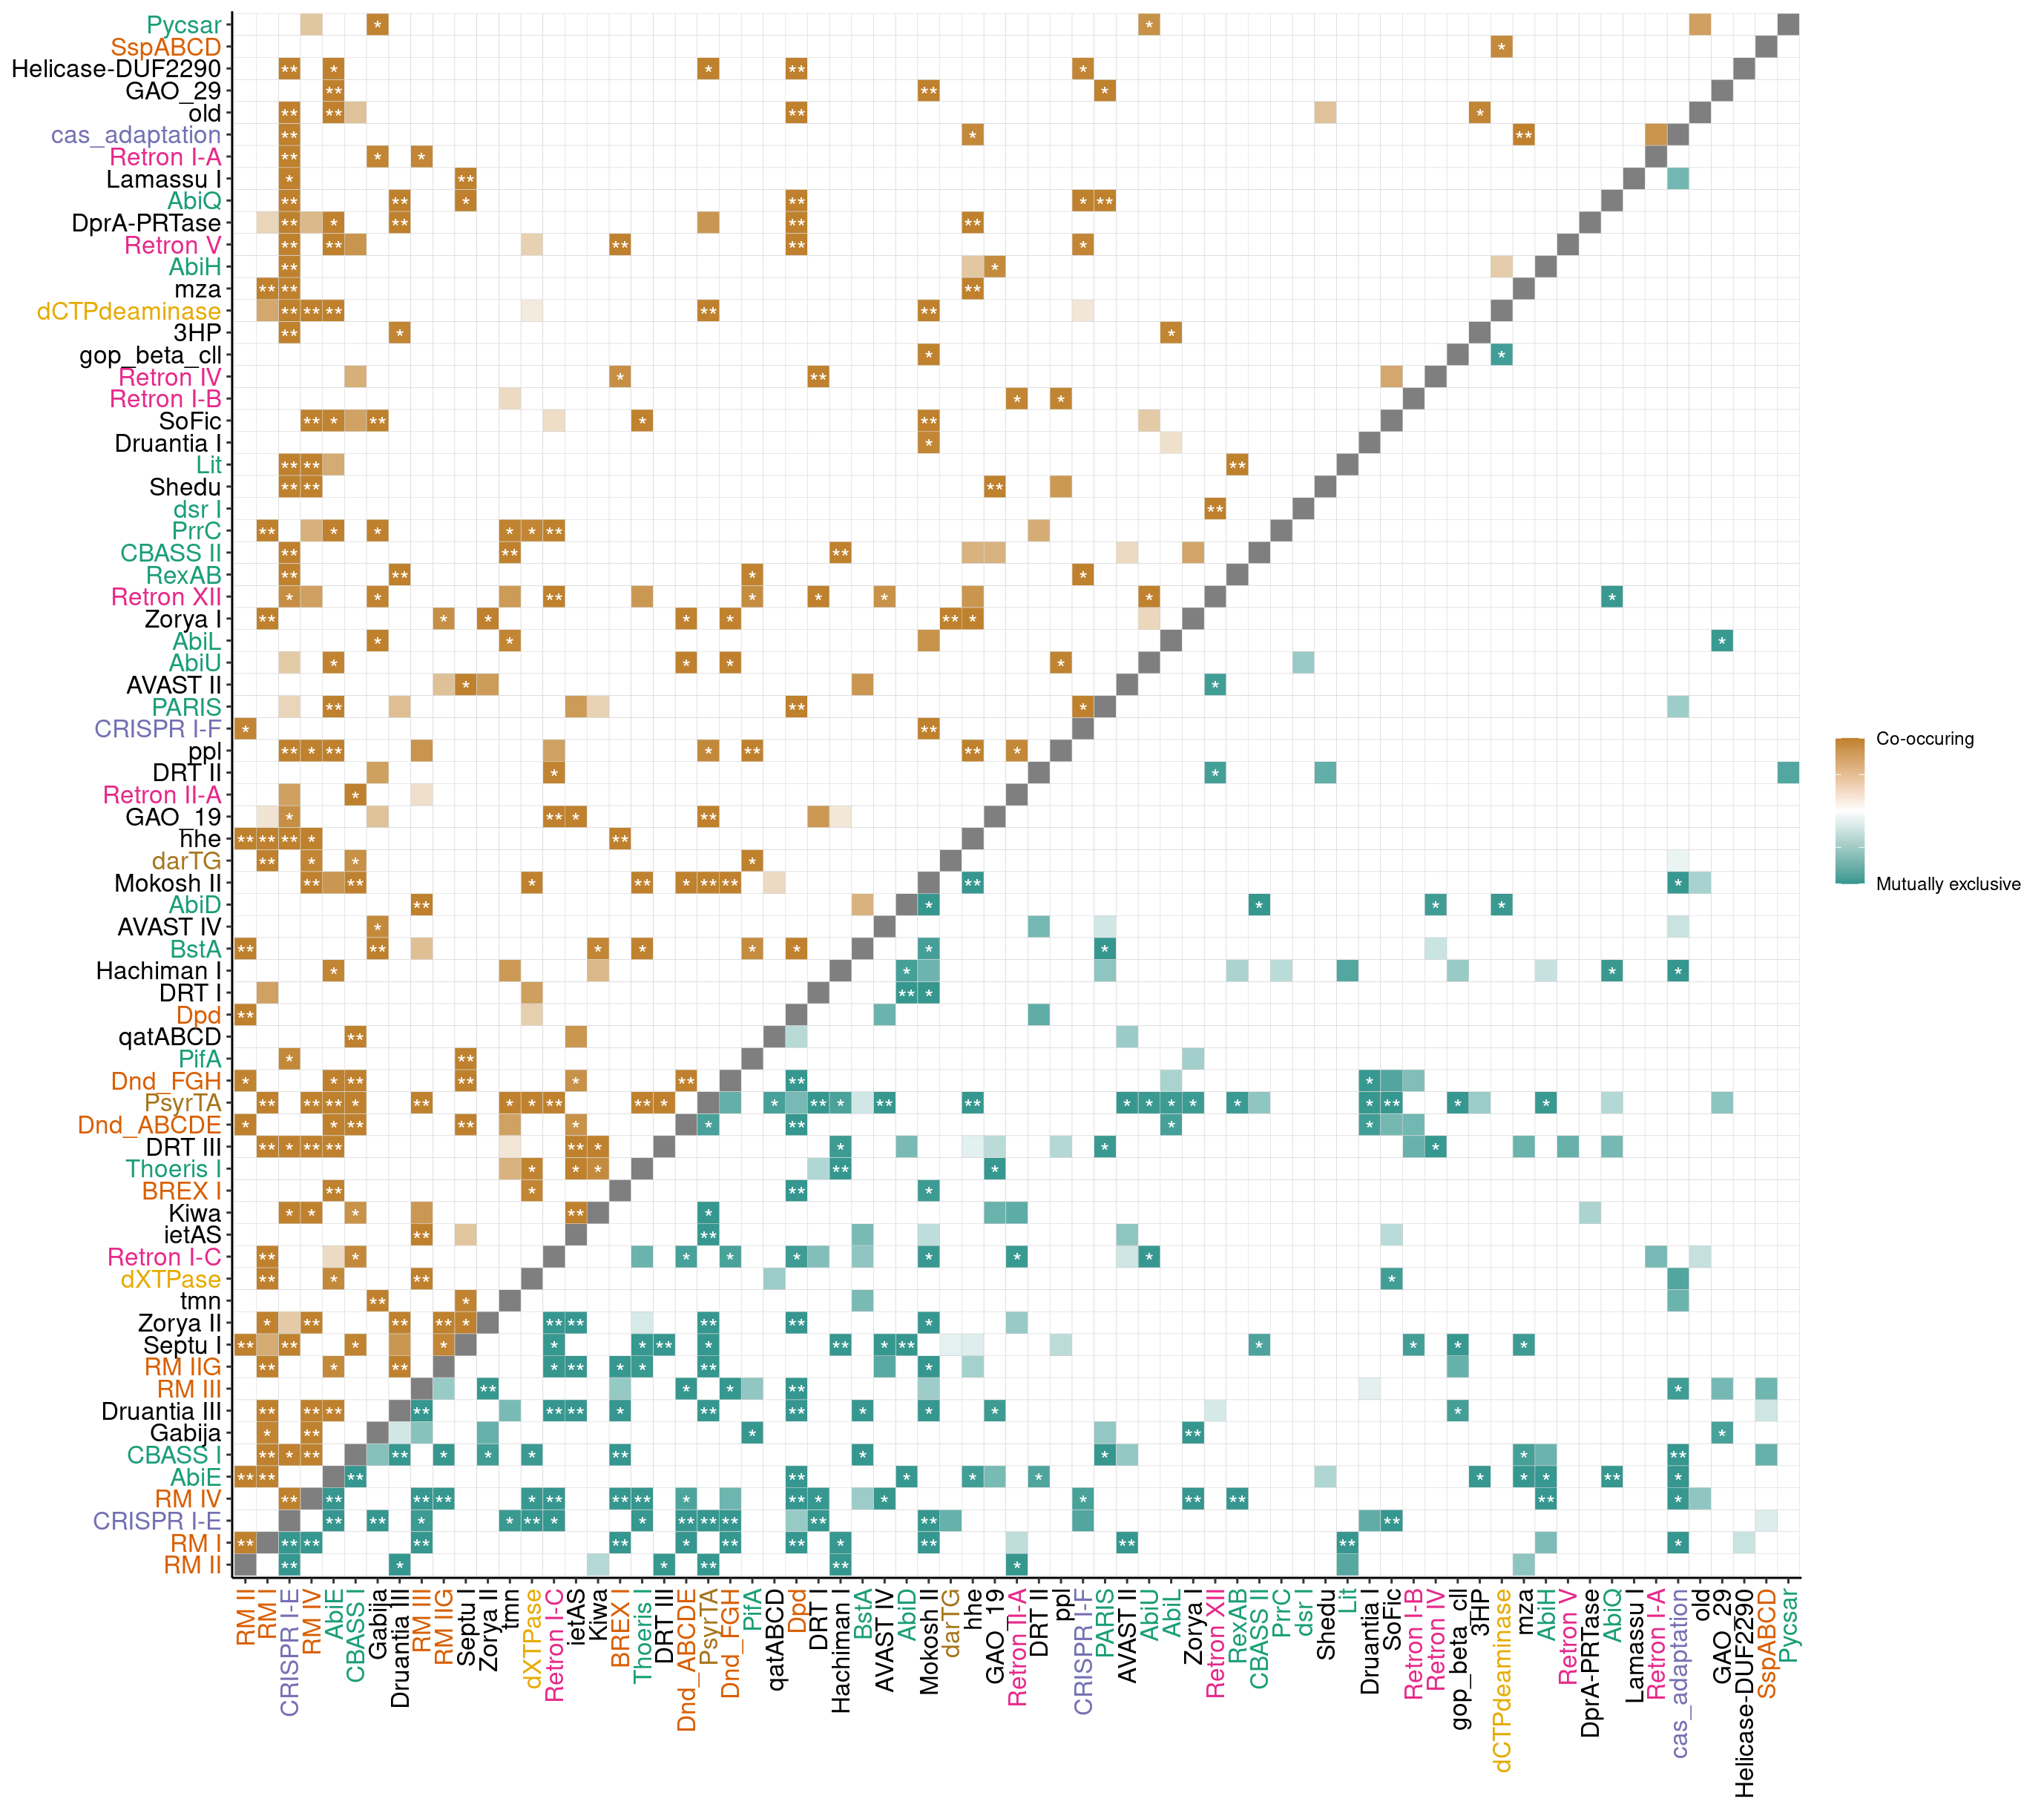 Pycsar
SspABCD
Helicase-DUF2290
GAO_29
old
cas_adaptation
Retron I-A
Lamassu I
AbiQ
DprA-PRTase
Retron V
AbiH
mza
dCTPdeaminase
3HP
gop_beta_cll
Retron IV
Retron I-B
SoFic
Druantia I
Lit
Shedu
dsr I
PrrC
CBASS II
RexAB
Retron XII
Zorya I
AbiL
AbiU
AVAST II
PARIS
CRISPR I-F
ppl
DRT II
Retron II-A
GAO_19
hhe
darTG
Mokosh II
AbiD
AVAST IV
BstA
Hachiman I
DRT I
Dpd
qatABCD
PifA
Dnd_FGH
PsyrTA
Dnd_ABCDE
DRT III
Thoeris I
BREX I
Kiwa
ietAS
Retron I-C
dXTPase
tmn
Zorya II
Septu I
RM IIG
RM III
Druantia III
Gabija
CBASS I
AbiE
RM IV
CRISPR I-E
RM I
RM II
RM II
RM I
CRISPR I-E
RM IV
AbiE
CBASS I
Gabija
Druantia III
RM III
RM IIG
Septu I
Zorya II
tmn
dXTPase
Retron I-C
ietAS
Kiwa
BREX I
Thoeris I
DRT III
Dnd_ABCDE
PsyrTA
Dnd_FGH
PifA
qatABCD
Dpd
DRT I
Hachiman I
BstA
AVAST IV
AbiD
Mokosh II
darTG
hhe
GAO_19
Retron II-A
DRT II
ppl
CRISPR I-F
PARIS
AVAST II
AbiU
AbiL
Zorya I
Retron XII
RexAB
CBASS II
PrrC
dsr I
Shedu
Lit
Druantia I
SoFic
Retron I-B
Retron IV
gop_beta_cll
3HP
dCTPdeaminase
mza
AbiH
Retron V
DprA-PRTase
AbiQ
Lamassu I
Retron I-A
cas_adaptation
old
GAO_29
Helicase-DUF2290
SspABCD
Pycsar
Co-occuring
Mutually exclusive